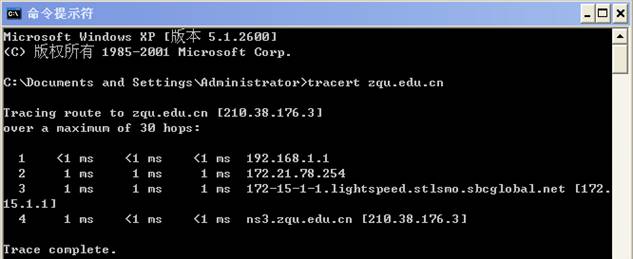 命令提示符
Microsoft Windows XP [版本 5.1.2600]
(C) 版权所有 1985-2001 Microsoft Corp.
C:\Documents and Settings\Administrator>tracert zqu.edu.cn
Tracing route to zqu.edu.cn [210.38.176.3]
over a maximum of 30 hops:
1 <1 ms <1 ms <1 ms 192.168.1.1
2 1 ms 1 ms 1 ms 172.21.78.254
3 1 ms 1 ms 1 ms 172-15-1-1.lightspeed.stlsmo.sbcglobal.net [172.
15.1.1]
4 <1 ms <1 ms <1 ms ns3.zqu.edu.cn [210.38.176.3]
Trace complete.